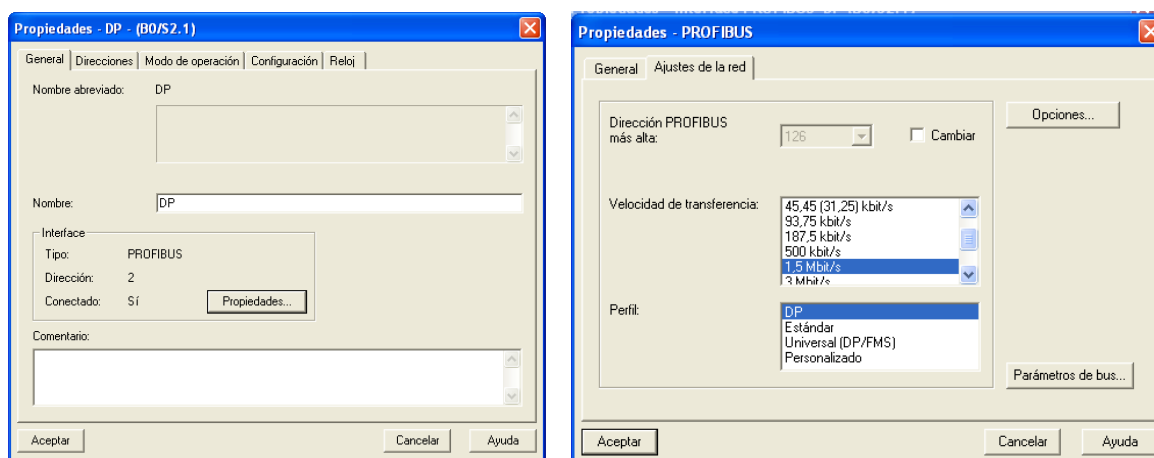 Propiedades - DP - (B0/S2.1)
General Direcciones Modo de operación Configuración Reloj
Nombre abreviado: DP
Nombre: DP
Interface
Tipo: PROFIBUS
Dirección: 2
Conectado: Sí Propiedades...
Comentario:
Aceptar Cancelar Ayuda
Propiedades - PROFIBUS
General Ajustes de la red
Dirección PROFIBUS
más alta: 126 Cambiar Opciones...
Velocidad de transferencia: 45,45 (31,25) kbit/s
93,75 kbit/s
187,5 kbit/s
500 kbit/s
1,5 Mbit/s
3 Mbit/s
Perfil: DP
Estándar
Universal (DP/FMS)
Personalizado
Parámetros de bus...
Aceptar Cancelar Ayuda